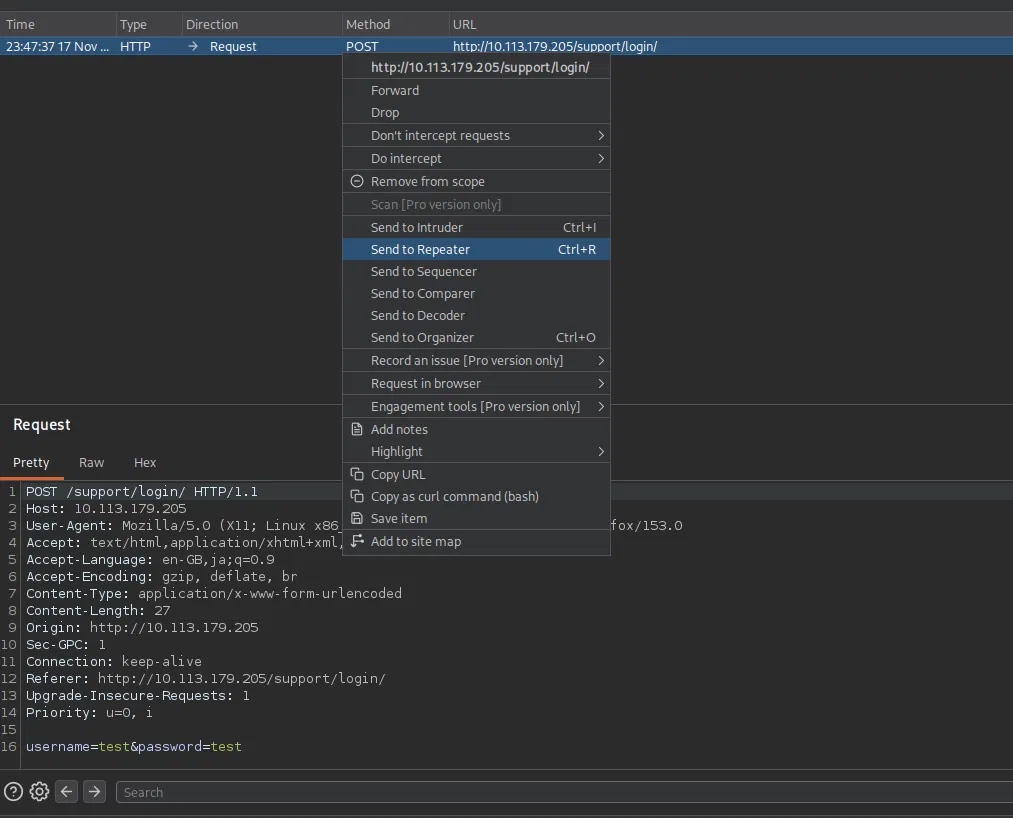 Time Type Direction Method URL
23:47:37 17 Nov ... HTTP → Request POST http://10.113.179.205/support/login/
http://10.113.179.205/support/login/
Forward
Drop
Don't intercept requests
Do intercept
Remove from scope
Scan [Pro version only]
Send to Intruder Ctrl+I
Send to Repeater Ctrl+R
Send to Sequencer
Send to Comparer
Send to Decoder
Send to Organizer Ctrl+O
Record an issue [Pro version only]
Request in browser
Engagement tools [Pro version only]
Add notes
Highlight
Copy URL
Copy as curl command (bash)
Save item
Add to site map
Request
Pretty Raw Hex
1 POST /support/login/ HTTP/1.1
2 Host: 10.113.179.205
3 User-Agent: Mozilla/5.0 (X11; Linux x86_ fox/153.0
4 Accept: text/html,application/xhtml+xml,
5 Accept-Language: en-GB,ja;q=0.9
6 Accept-Encoding: gzip, deflate, br
7 Content-Type: application/x-www-form-urlencoded
8 Content-Length: 27
9 Origin: http://10.113.179.205
10 Sec-GPC: 1
11 Connection: keep-alive
12 Referer: http://10.113.179.205/support/login/
13 Upgrade-Insecure-Requests: 1
14 Priority: u=0, i
15
16 username=test&password=test
Search